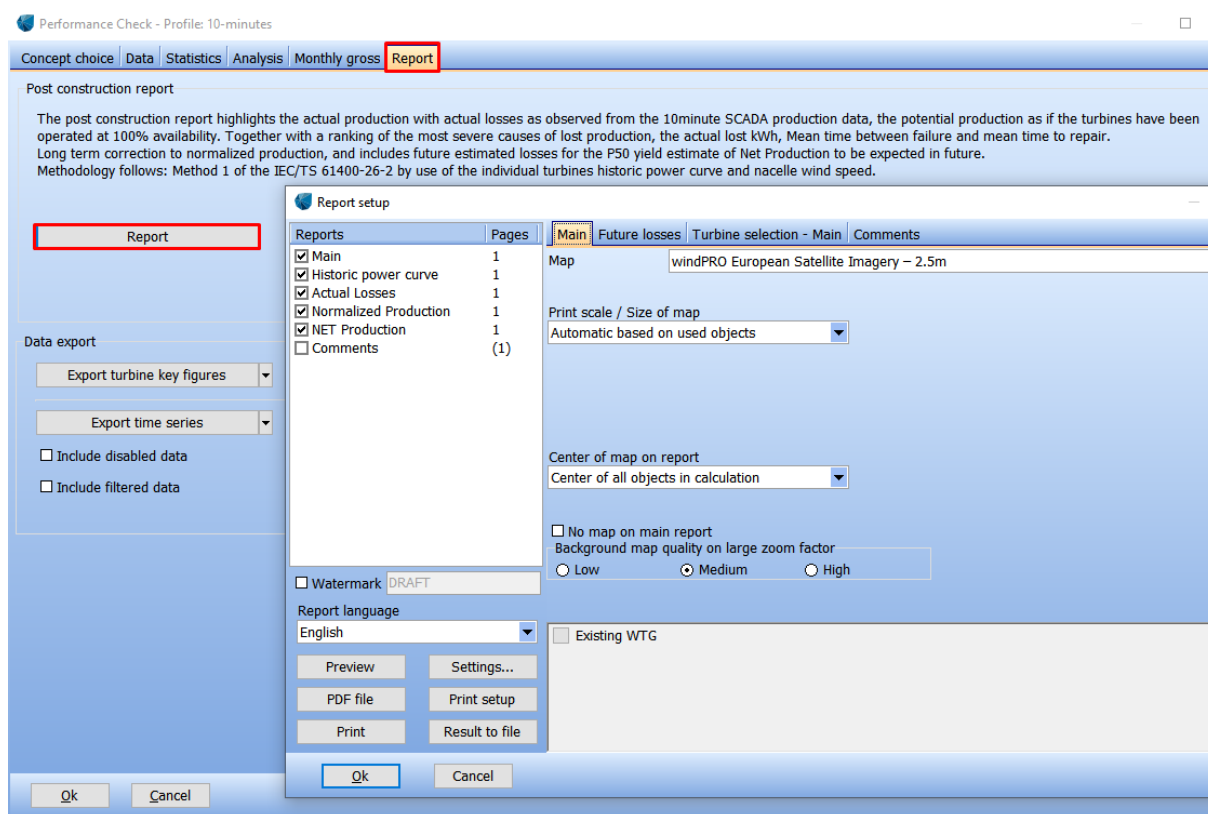 Performance Check - Profile: 10-minutes
Concept choice Data Statistics Analysis Monthly gross Report
Post construction report
The post construction report highlights the actual production with actual losses as observed from the 10minute SCADA production data, the potential production as if the turbines have been
operated at 100% availability. Together with a ranking of the most severe causes of lost production, the actual lost kWh, Mean time between failure and mean time to repair.
Long term correction to normalized production, and includes future estimated losses for the P50 yield estimate of Net Production to be expected in future.
Methodology follows: Method 1 of the IEC/TS 61400-26-2 by use of the individual turbines historic power curve and nacelle wind speed.
Report
Data export
Export turbine key figures
Export time series
Include disabled data
Include filtered data
Ok Cancel
Report setup
Reports Pages
Main 1
Historic power curve 1
Actual Losses 1
Normalized Production 1
NET Production 1
Comments (1)
Watermark DRAFT
Report language
English
Preview Settings...
PDF file Print setup
Print Result to file
Ok Cancel
Main Future losses Turbine selection - Main Comments
Map windPRO European Satellite Imagery – 2.5m
Print scale / Size of map
Automatic based on used objects
Center of map on report
Center of all objects in calculation
No map on main report
Background map quality on large zoom factor
Low Medium High
Existing WTG